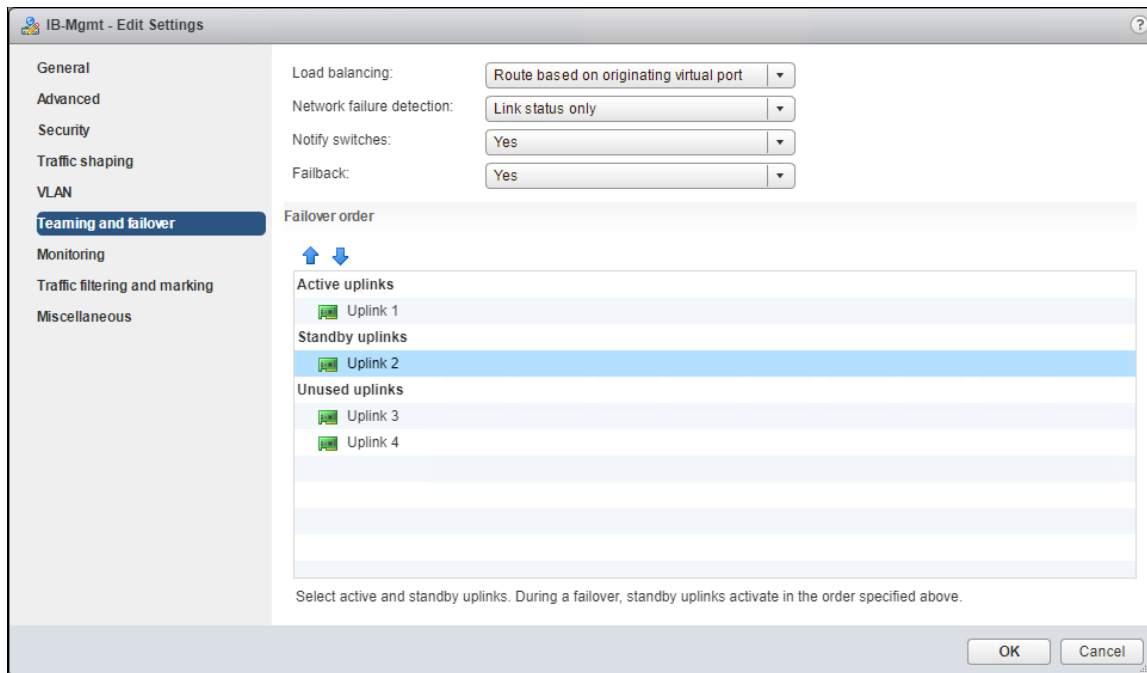 IB-Mgmt - Edit Settings
?
General
Advanced
Security
Traffic shaping
VLAN
Teaming and failover
Monitoring
Traffic filtering and marking
Miscellaneous
Load balancing: Route based on originating virtual port
Network failure detection: Link status only
Notify switches: Yes
Failback: Yes
Failover order
Active uplinks
Uplink 1
Standby uplinks
Uplink 2
Unused uplinks
Uplink 3
Uplink 4
Select active and standby uplinks. During a failover, standby uplinks activate in the order specified above.
OK Cancel